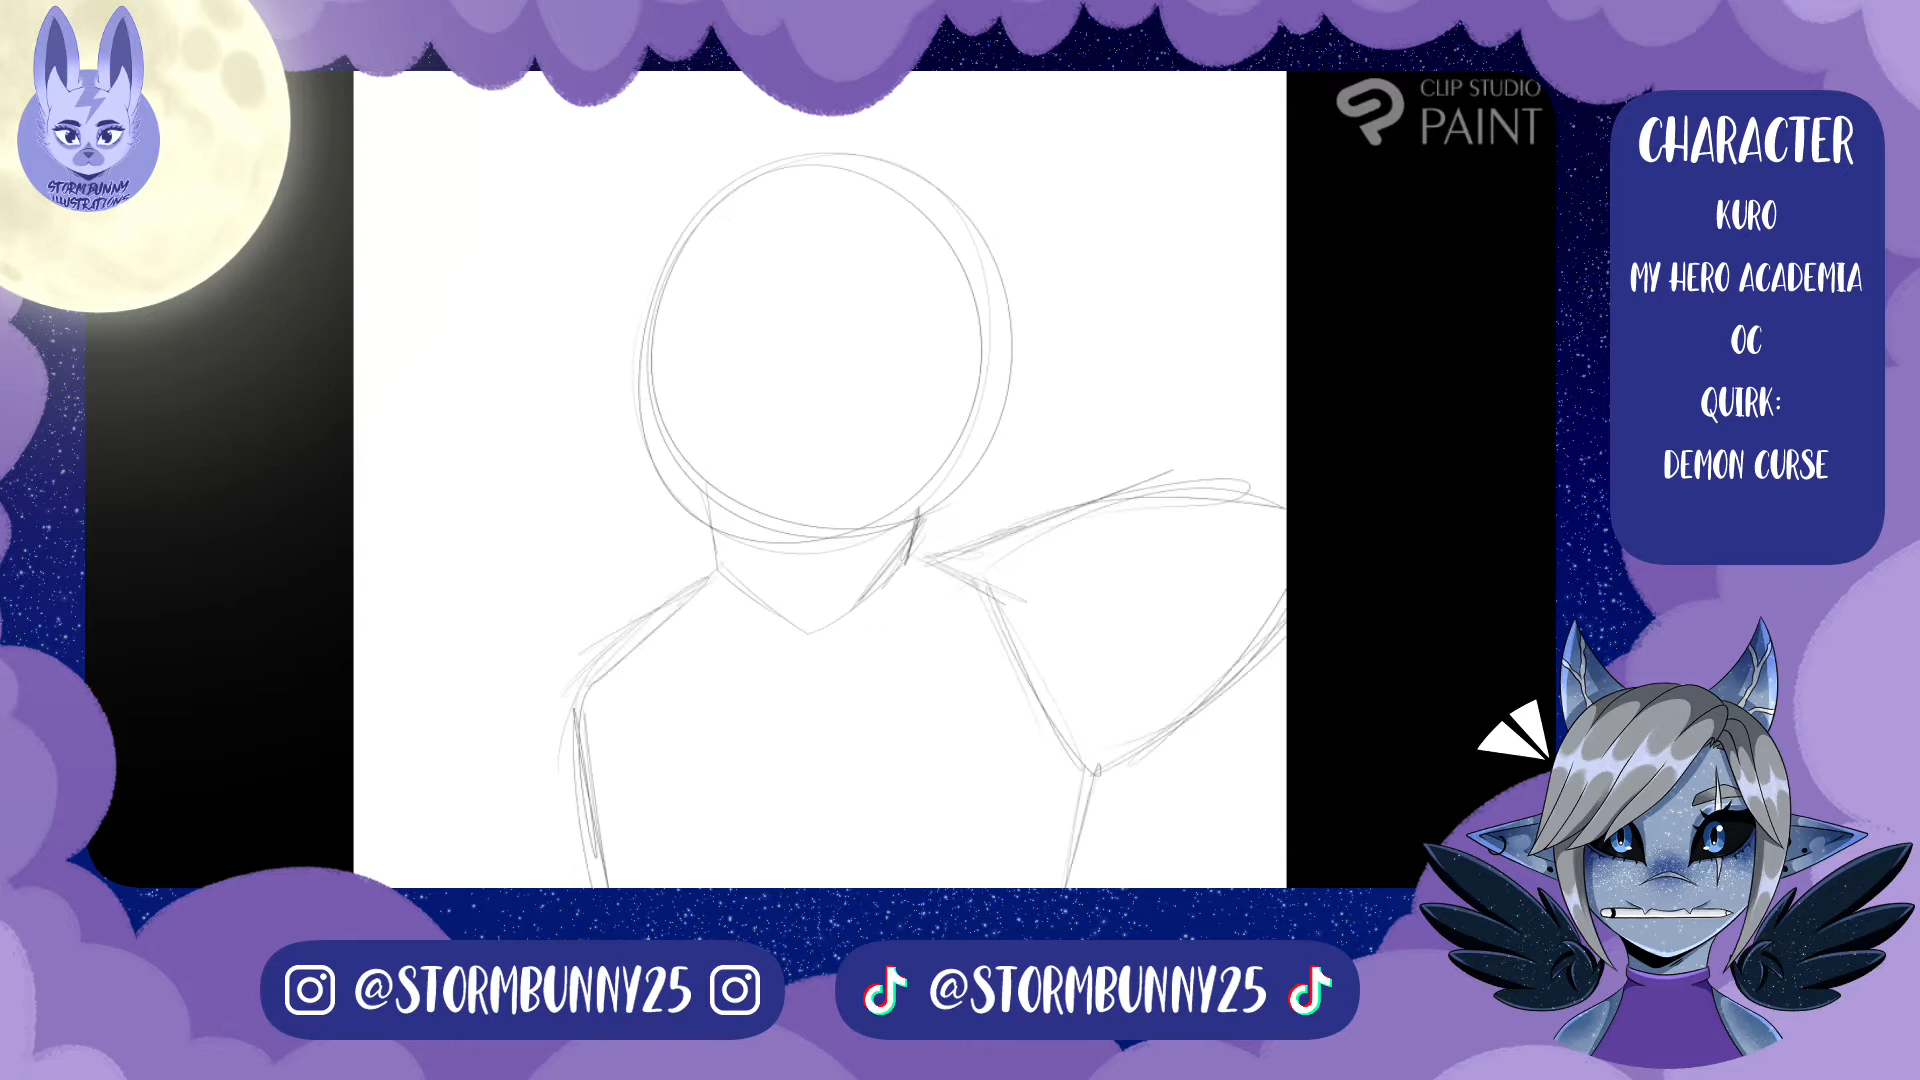 STORMBUNNY
ILLUSTRATIONS
CLIP STUDIO
PAINT
CHARACTER
KURO
MY HERO ACADEMIA
OC
QUIRK:
DEMON CURSE
@STORMBUNNY25
@STORMBUNNY25